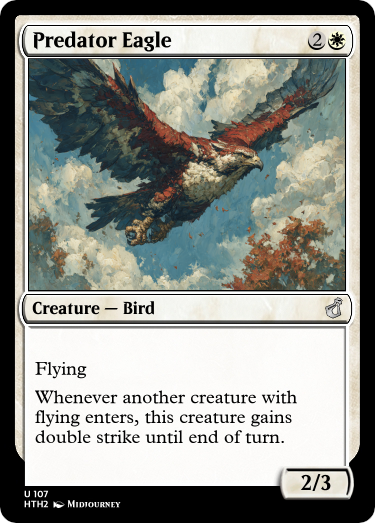 Predator Eagle 2
Creature — Bird
Flying
Whenever another creature with
flying enters, this creature gains
double strike until end of turn.
2/3
U 107
HTH2 Midjourney